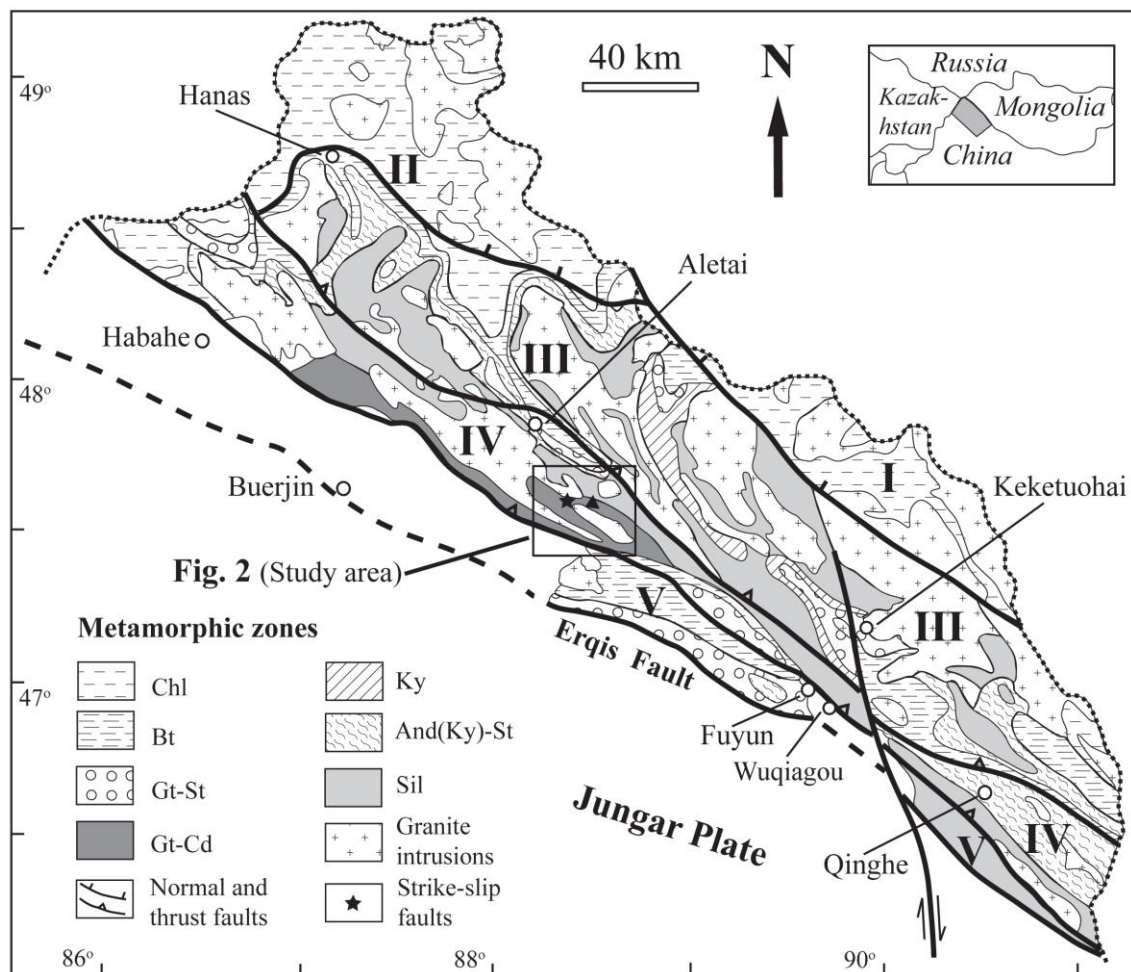 40 km
N
Russia
Kazak-
hstan
Mongolia
China
49°
Hanas
II
Aletai
Habahe
III
48°
IV
I
Buerjin
Keketuohai
Fig. 2 (Study area)
V
III
Erqis Fault
47°
Fuyun
Wuqiagou
Jungar Plate
IV
V
Qinghe
Metamorphic zones
Chl
Ky
Bt
And(Ky)-St
Gt-St
Sil
Gt-Cd
Granite
intrusions
Normal and
thrust faults
Strike-slip
faults
86°
88°
90°